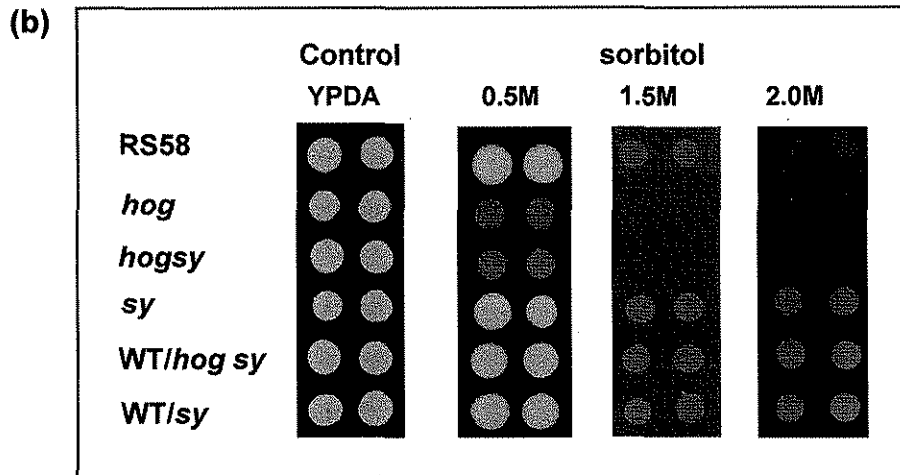 (b)
Control sorbitol
YPDA 0.5M 1.5M 2.0M
RS58
hog
hogsy
sy
WT/hog sy
WT/sy